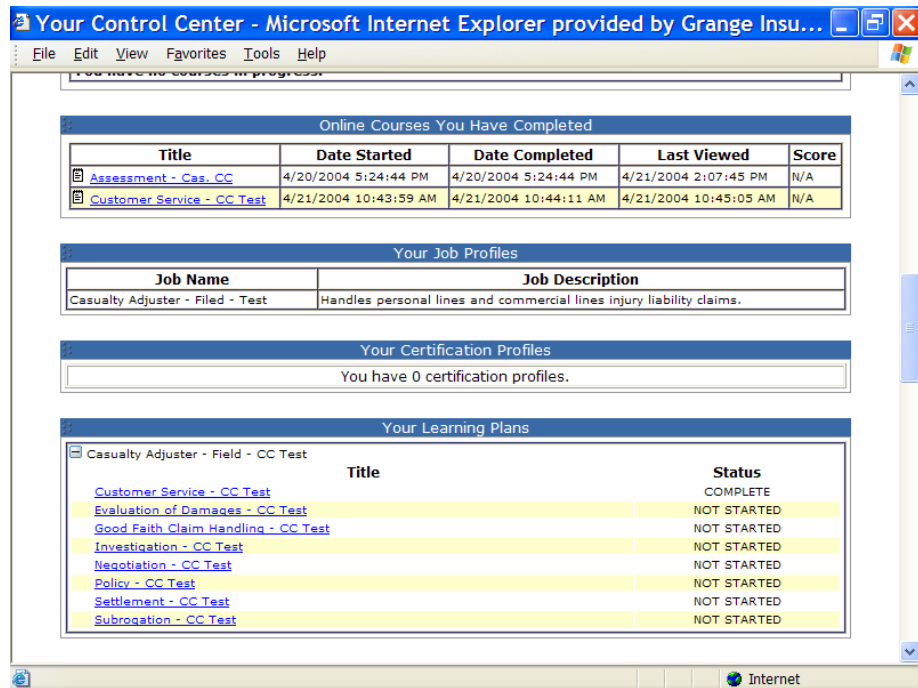 Your Control Center - Microsoft Internet Explorer provided by Grange Insu...
File Edit View Favorites Tools Help
You have no courses in progress.
Online Courses You Have Completed
Title Date Started Date Completed Last Viewed Score
Assessment - Cas. CC 4/20/2004 5:24:44 PM 4/20/2004 5:24:44 PM 4/21/2004 2:07:45 PM N/A
Customer Service - CC Test 4/21/2004 10:43:59 AM 4/21/2004 10:44:11 AM 4/21/2004 10:45:05 AM N/A
Your Job Profiles
Job Name Job Description
Casualty Adjuster - Filed - Test Handles personal lines and commercial lines injury liability claims.
Your Certification Profiles
You have 0 certification profiles.
Your Learning Plans
Casualty Adjuster - Field - CC Test
Title Status
Customer Service - CC Test COMPLETE
Evaluation of Damages - CC Test NOT STARTED
Good Faith Claim Handling - CC Test NOT STARTED
Investigation - CC Test NOT STARTED
Negotiation - CC Test NOT STARTED
Policy - CC Test NOT STARTED
Settlement - CC Test NOT STARTED
Subrogation - CC Test NOT STARTED
Internet